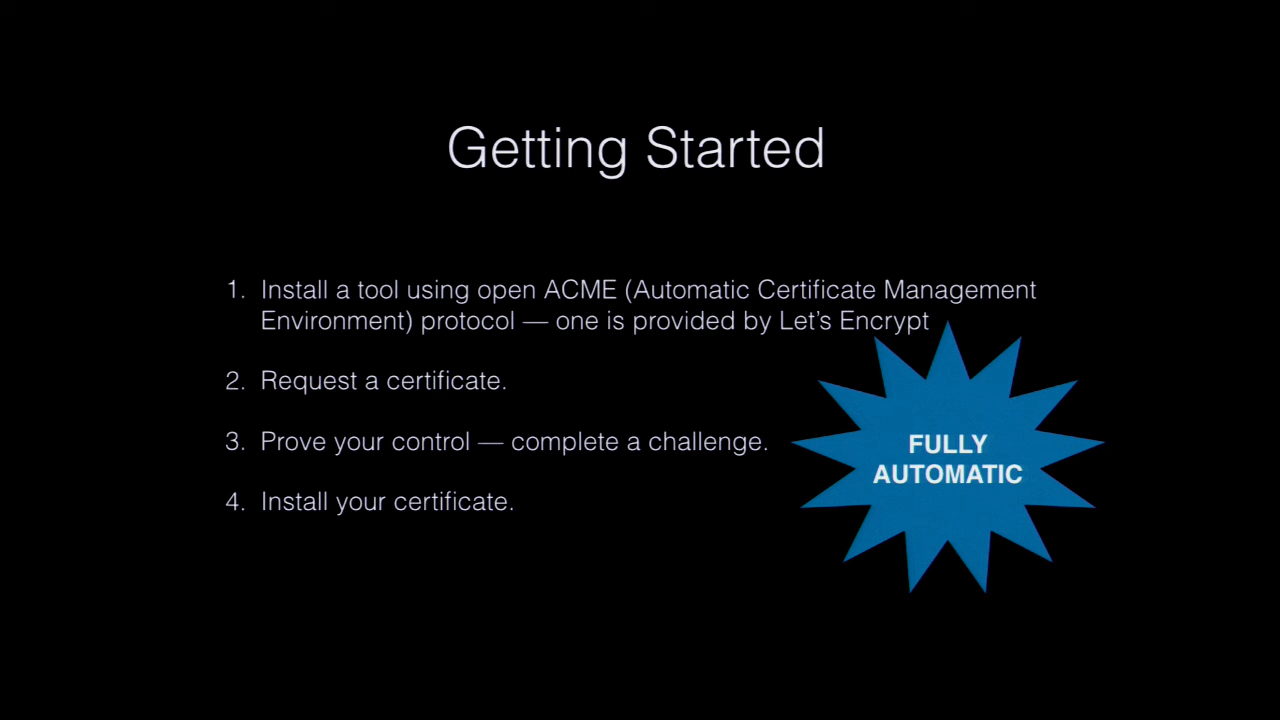 Getting Started
1. Install a tool using open ACME (Automatic Certificate Management
Environment) protocol — one is provided by Let's Encrypt
2. Request a certificate.
3. Prove your control — complete a challenge.
4. Install your certificate.
FULLY
AUTOMATIC